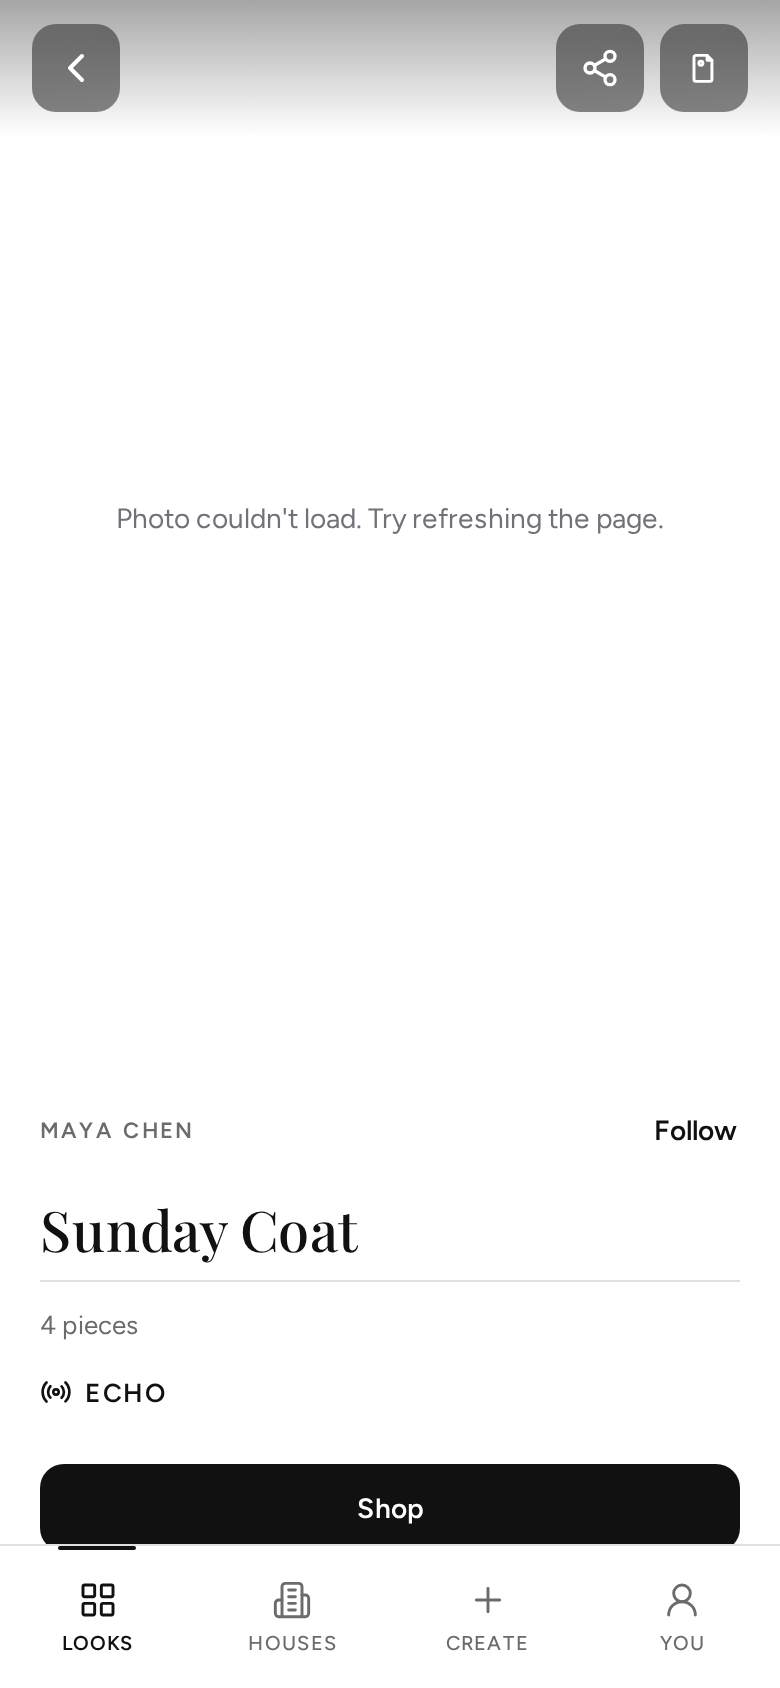 Photo couldn't load. Try refreshing the page.
MAYA CHEN
Follow
Sunday Coat
4 pieces
ECHO
Shop
LOOKS
HOUSES
CREATE
YOU